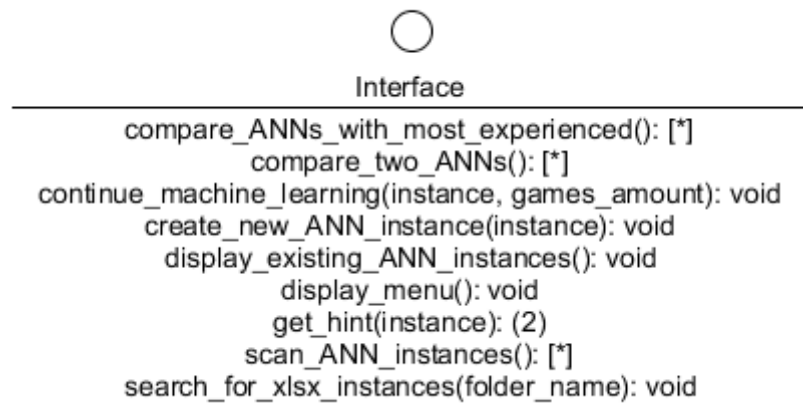 Interface
compare_ANNs_with_most_experienced(): [*]
compare_two_ANNs(): [*]
continue_machine_learning(instance, games_amount): void
create_new_ANN_instance(instance): void
display_existing_ANN_instances(): void
display_menu(): void
get_hint(instance): (2)
scan_ANN_instances(): [*]
search_for_xlsx_instances(folder_name): void